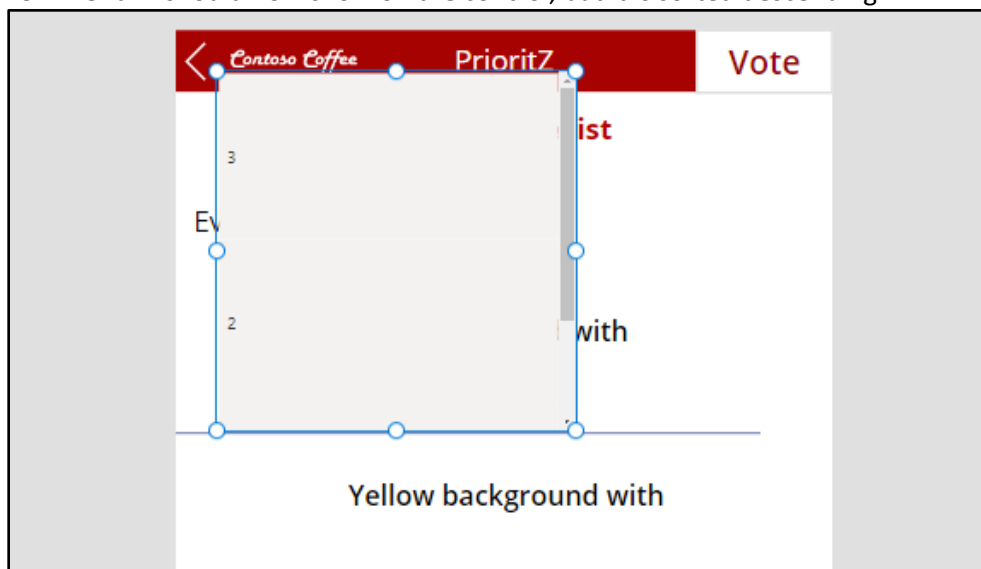 Contoso Coffee PrioritZ Vote
ist
3
Ev
2
with
Yellow background with